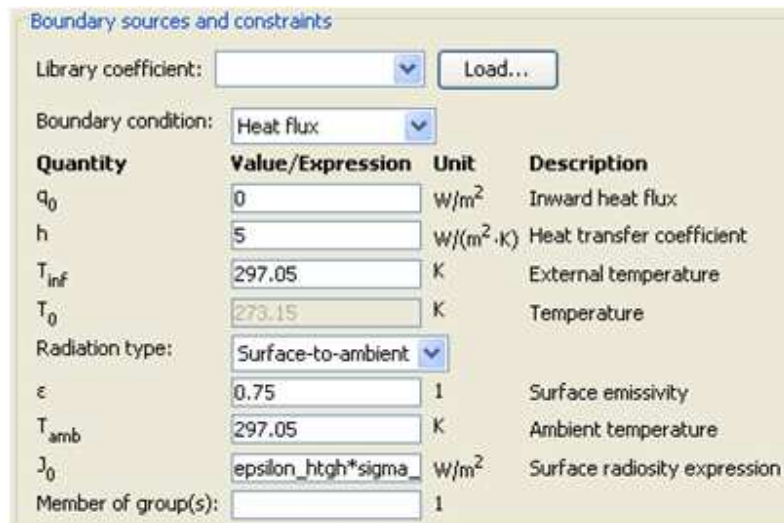 Boundary sources and constraints
Library coefficient: Load...
Boundary condition: Heat flux
Quantity Value/Expression Unit Description
q₀ 0 W/m² Inward heat flux
h 5 W/(m²·K) Heat transfer coefficient
T_inf 297.05 K External temperature
T₀ 273.15 K Temperature
Radiation type: Surface-to-ambient
ε 0.75 1 Surface emissivity
T_amb 297.05 K Ambient temperature
J₀ epsilon_htgh*sigma_ W/m² Surface radiosity expression
Member of group(s): 1